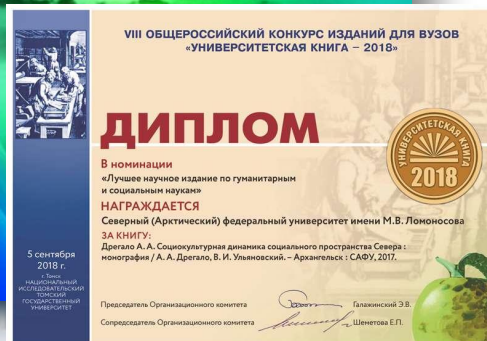 VIII ОБЩЕРОССИЙСКИЙ КОНКУРС ИЗДАНИЙ ДЛЯ ВУЗОВ
«УНИВЕРСИТЕТСКАЯ КНИГА – 2018»
ДИПЛОМ
В номинации
«Лучшее научное издание по гуманитарным
и социальным наукам»
НАГРАЖДАЕТСЯ
Северный (Арктический) федеральный университет имени М.В. Ломоносова
ЗА КНИГУ:
Дрегало А. А. Социокультурная динамика социального пространства Севера :
монография / А. А. Дрегало, В. И. Ульяновский. – Архангельск : САФУ, 2017.
УНИВЕРСИТЕТСКАЯ КНИГА
2018
5 сентября
2018 г.
г. Томск
НАЦИОНАЛЬНЫЙ
ИССЛЕДОВАТЕЛЬСКИЙ
ТОМСКИЙ
ГОСУДАРСТВЕННЫЙ
УНИВЕРСИТЕТ
Председатель Организационного комитета Галажинский Э.В.
Сопредседатель Организационного комитета Шеметова Е.П.